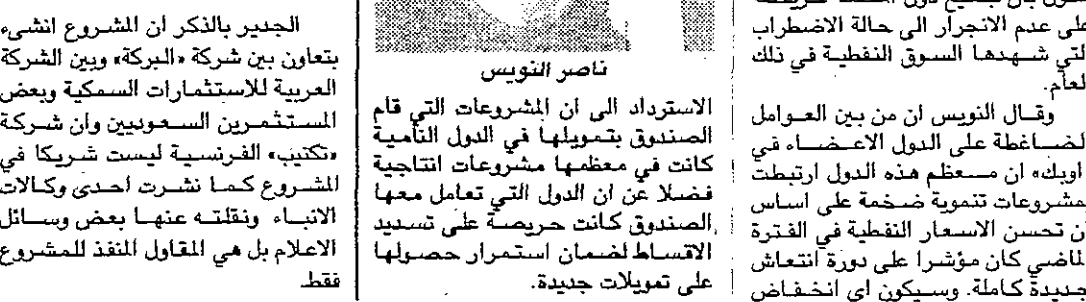 على عدم الانجرار الى حالة الاضطراب
التي شهدها السوق النفطية في ذلك
العام.
وقال النويس ان من بين العوامل
الضاغطة على الدول الاعضاء في
اوبك» ان معظم هذه الدول ارتبطت
بمشروعات تنموية ضخمة على اساس
ن تحسن الاسعار النفطية في الفترة
لماضي كان مؤشرا على دورة انتعاش
جديدة كاملة. وسيكون اي انخفاض
ناصر النويس
الاسترداد الى ان المشروعات التي قام
الصندوق بتمويلها في الدول النامية
كانت في معظمها مشروعات انتاجية
فضلا عن ان الدول التي تعامل معها
الصندوق كانت حريصة على تسديد
الاقساط لضمان استمرار حصولها
على تمويلات جديدة.
الجدير بالذكر ان المشروع انشىء
بتعاون بين شركة «البركة» وبين الشركة
العربية للاستثمارات السمكية وبعض
المستثمرين السعوديين وان شركة
«تكتيب» الفرنسية ليست شريكا في
المشروع كما نشرت احدى وكالات
الانباء ونقلته عنها بعض وسائل
الاعلام بل هي المقاول المنفذ للمشروع
فقط.